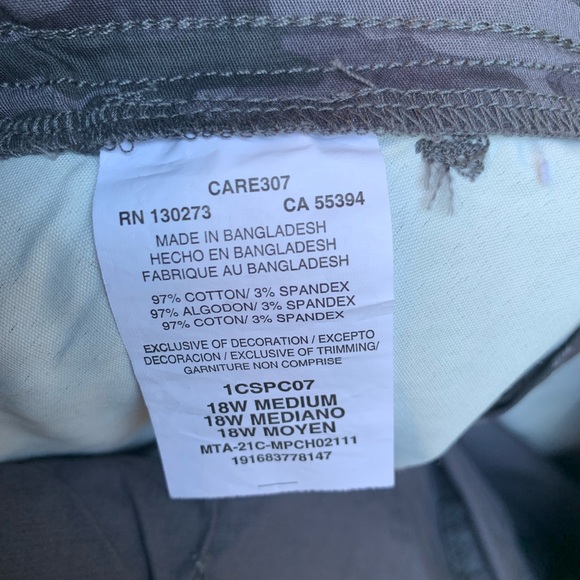 CARE307
RN 130273 CA 55394
MADE IN BANGLADESH
HECHO EN BANGLADESH
FABRIQUE AU BANGLADESH
97% COTTON/ 3% SPANDEX
97% ALGODON/ 3% SPANDEX
97% COTON/ 3% SPANDEX
EXCLUSIVE OF DECORATION / EXCEPTO
DECORACION / EXCLUSIVE OF TRIMMING/
GARNITURE NON COMPRISE
1CSPC07
18W MEDIUM
18W MEDIANO
18W MOYEN
MTA-21C-MPCH02111
191683778147